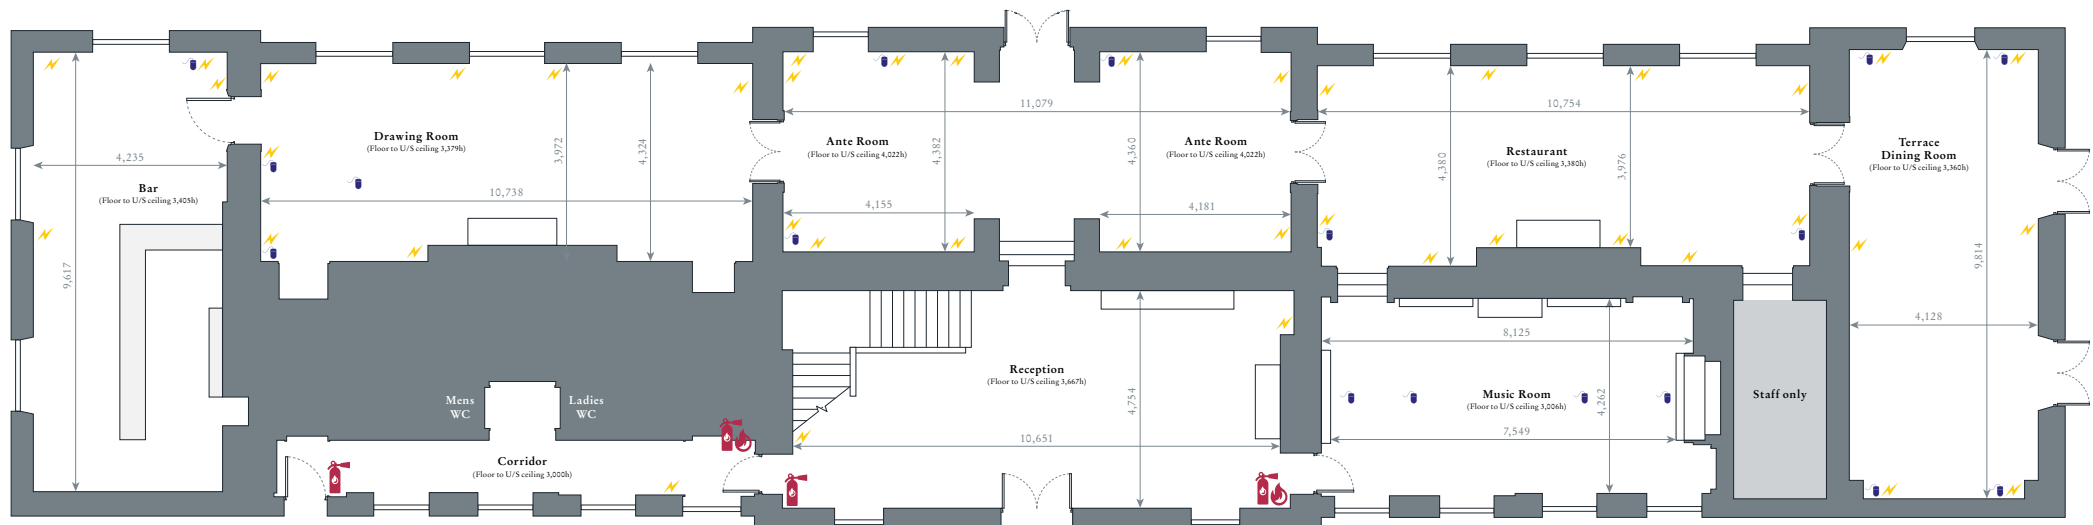 11,079
10,754
4,235
Bar
(Floor to U/S ceiling 3,405h)
9,617
Drawing Room
(Floor to U/S ceiling 3,379h)
3,972
4,324
10,738
Ante Room
(Floor to U/S ceiling 4,022h)
4,382
4,155
4,360
Ante Room
(Floor to U/S ceiling 4,022h)
4,181
4,380
Restaurant
(Floor to U/S ceiling 3,380h)
3,976
Terrace
Dining Room
(Floor to U/S ceiling 3,360h)
9,814
4,128
Mens
WC
Ladies
WC
Corridor
(Floor to U/S ceiling 3,000h)
Reception
(Floor to U/S ceiling 3,667h)
4,754
10,651
8,125
Music Room
(Floor to U/S ceiling 3,006h)
4,262
7,549
Staff only